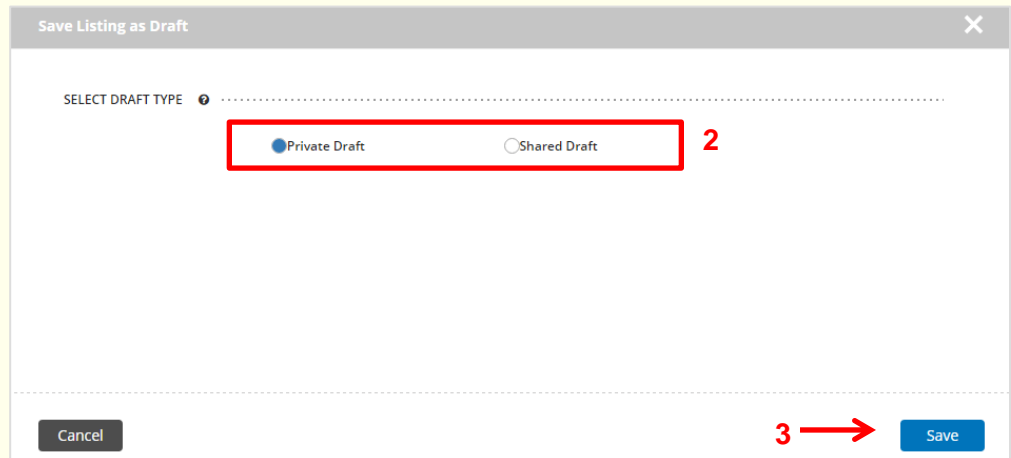 Save Listing as Draft
SELECT DRAFT TYPE
Private Draft Shared Draft 2
Cancel 3 Save